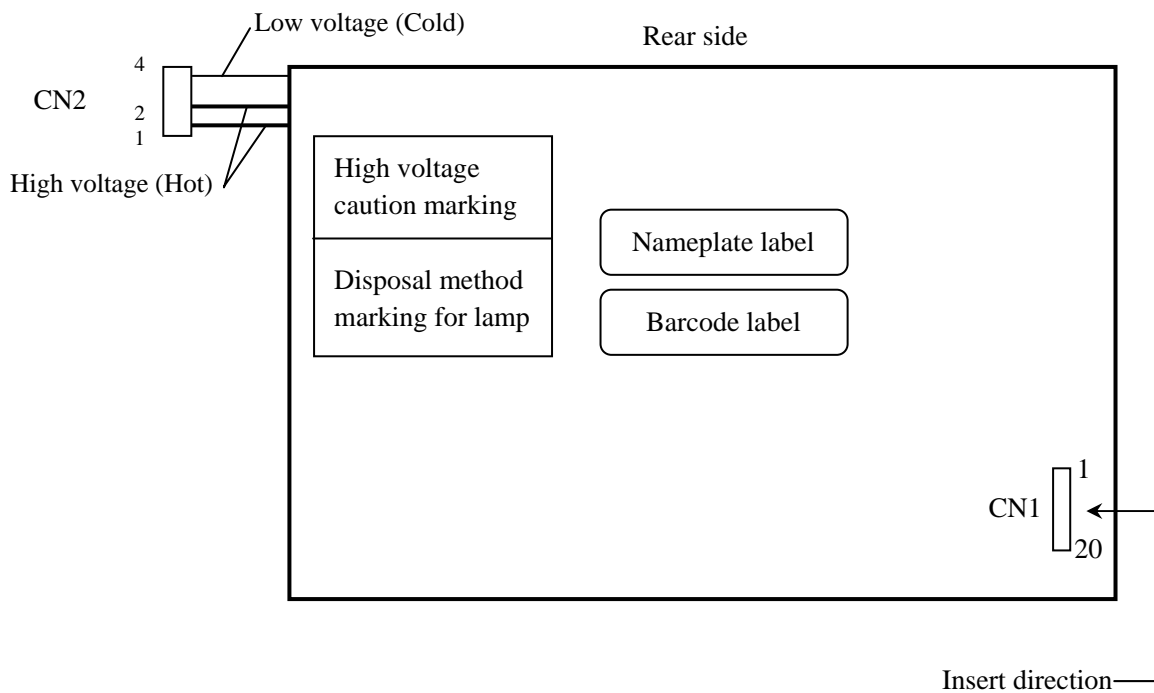 Low voltage (Cold)
Rear side
4
CN2
2
1
High voltage (Hot)
High voltage
caution marking
Nameplate label
Disposal method
marking for lamp
Barcode label
1
CN1
20
Insert direction